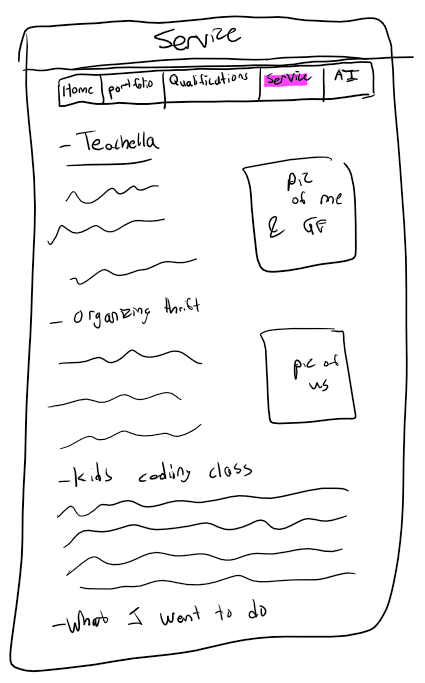 Service
Home portfolio Qualifications Service AI
- Teachella
pic
of me
& GF
- Organizing thrift
pic of
us
- Kids coding class
- What I want to do